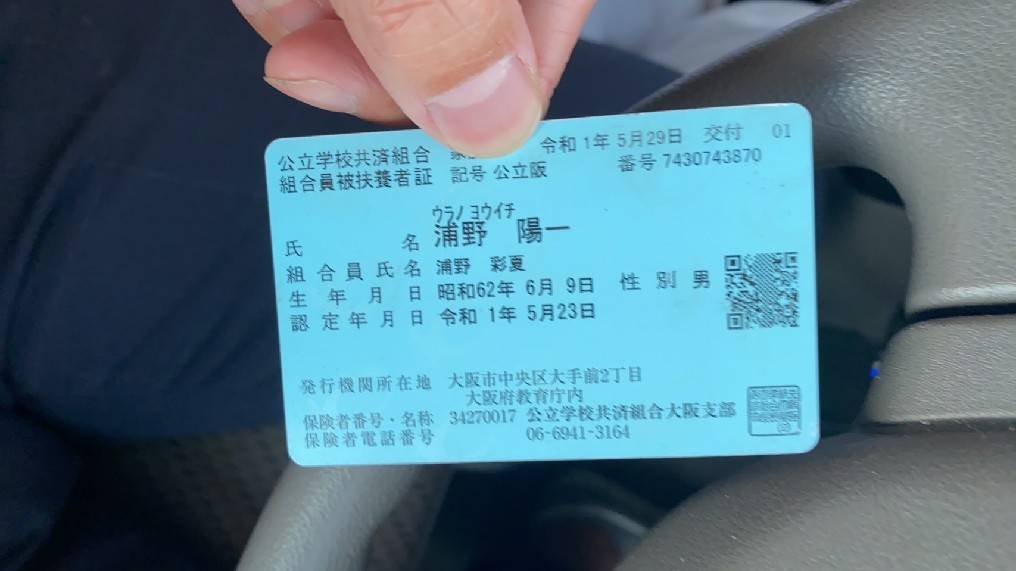 公立学校共済組合 令和 1年 5月29日 交付 01
組合員被扶養者証 記号 公立阪 番号 7430743870
ウラノ ヨウイチ
氏名 浦野 陽一
組合員氏名 浦野 彩夏
生年月日 昭和62年 6月 9日 性別 男
認定年月日 令和 1年 5月23日
発行機関所在地 大阪市中央区大手前2丁目
大阪府教育庁内
保険者番号・名称 34270017 公立学校共済組合大阪支部
保険者電話番号 06-6941-3164